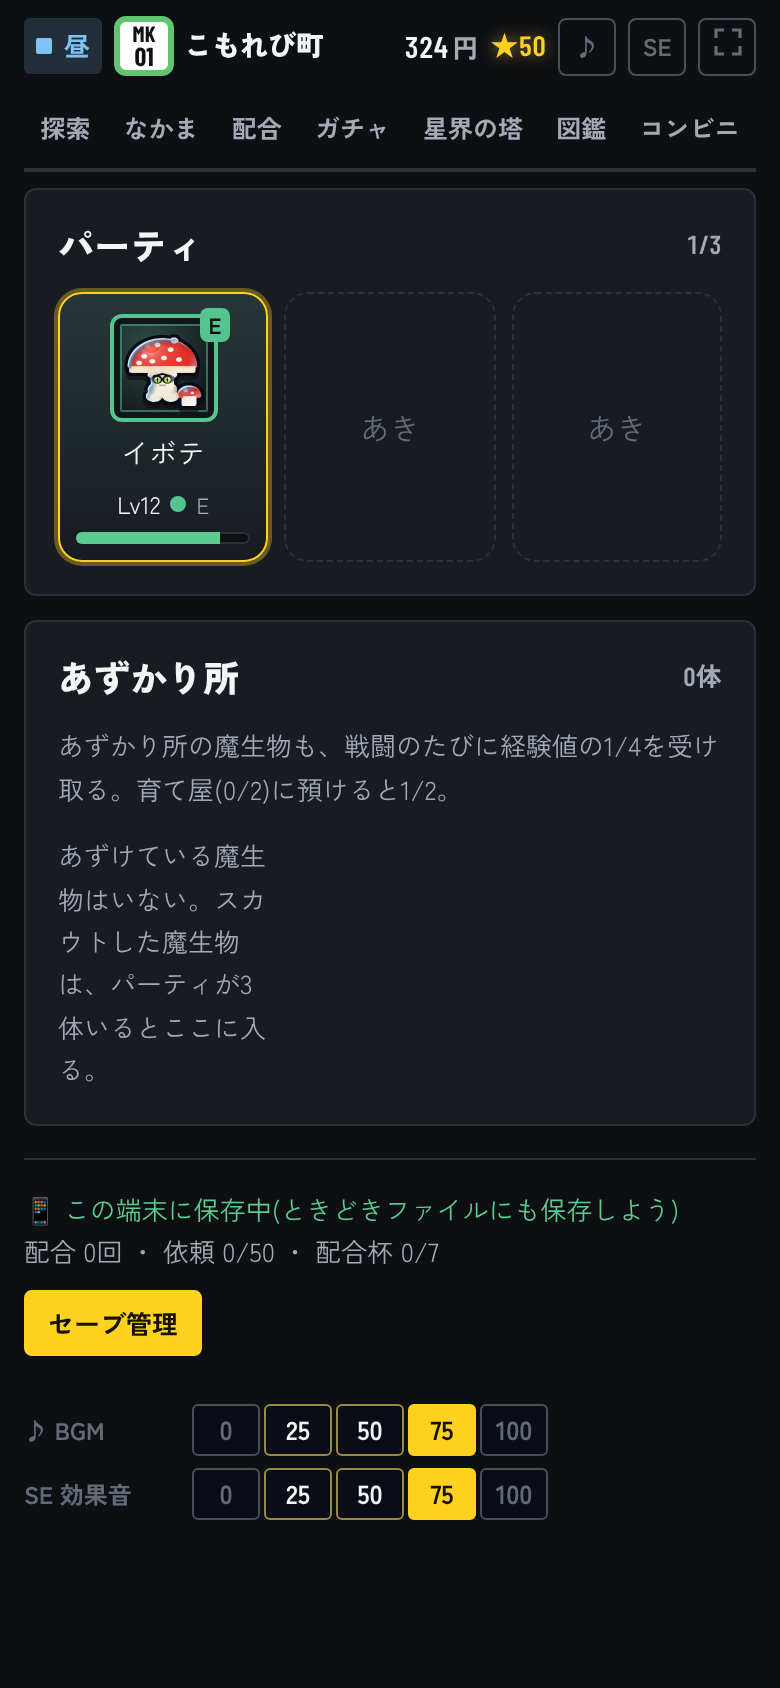 昼 MK 01 こもれび町 324円 ★50 ♪ SE
探索 なかま 配合 ガチャ 星界の塔 図鑑 コンビニ
パーティ 1/3
E
イボテ
Lv12 E
あき
あき
あずかり所 0体
あずかり所の魔生物も、戦闘のたびに経験値の1/4を受け
取る。育て屋(0/2)に預けると1/2。
あずけている魔生
物はいない。スカ
ウトした魔生物
は、パーティが3
体いるとここに入
る。
この端末に保存中(ときどきファイルにも保存しよう)
配合 0回 ・ 依頼 0/50 ・ 配合杯 0/7
セーブ管理
♪ BGM 0 25 50 75 100
SE 効果音 0 25 50 75 100